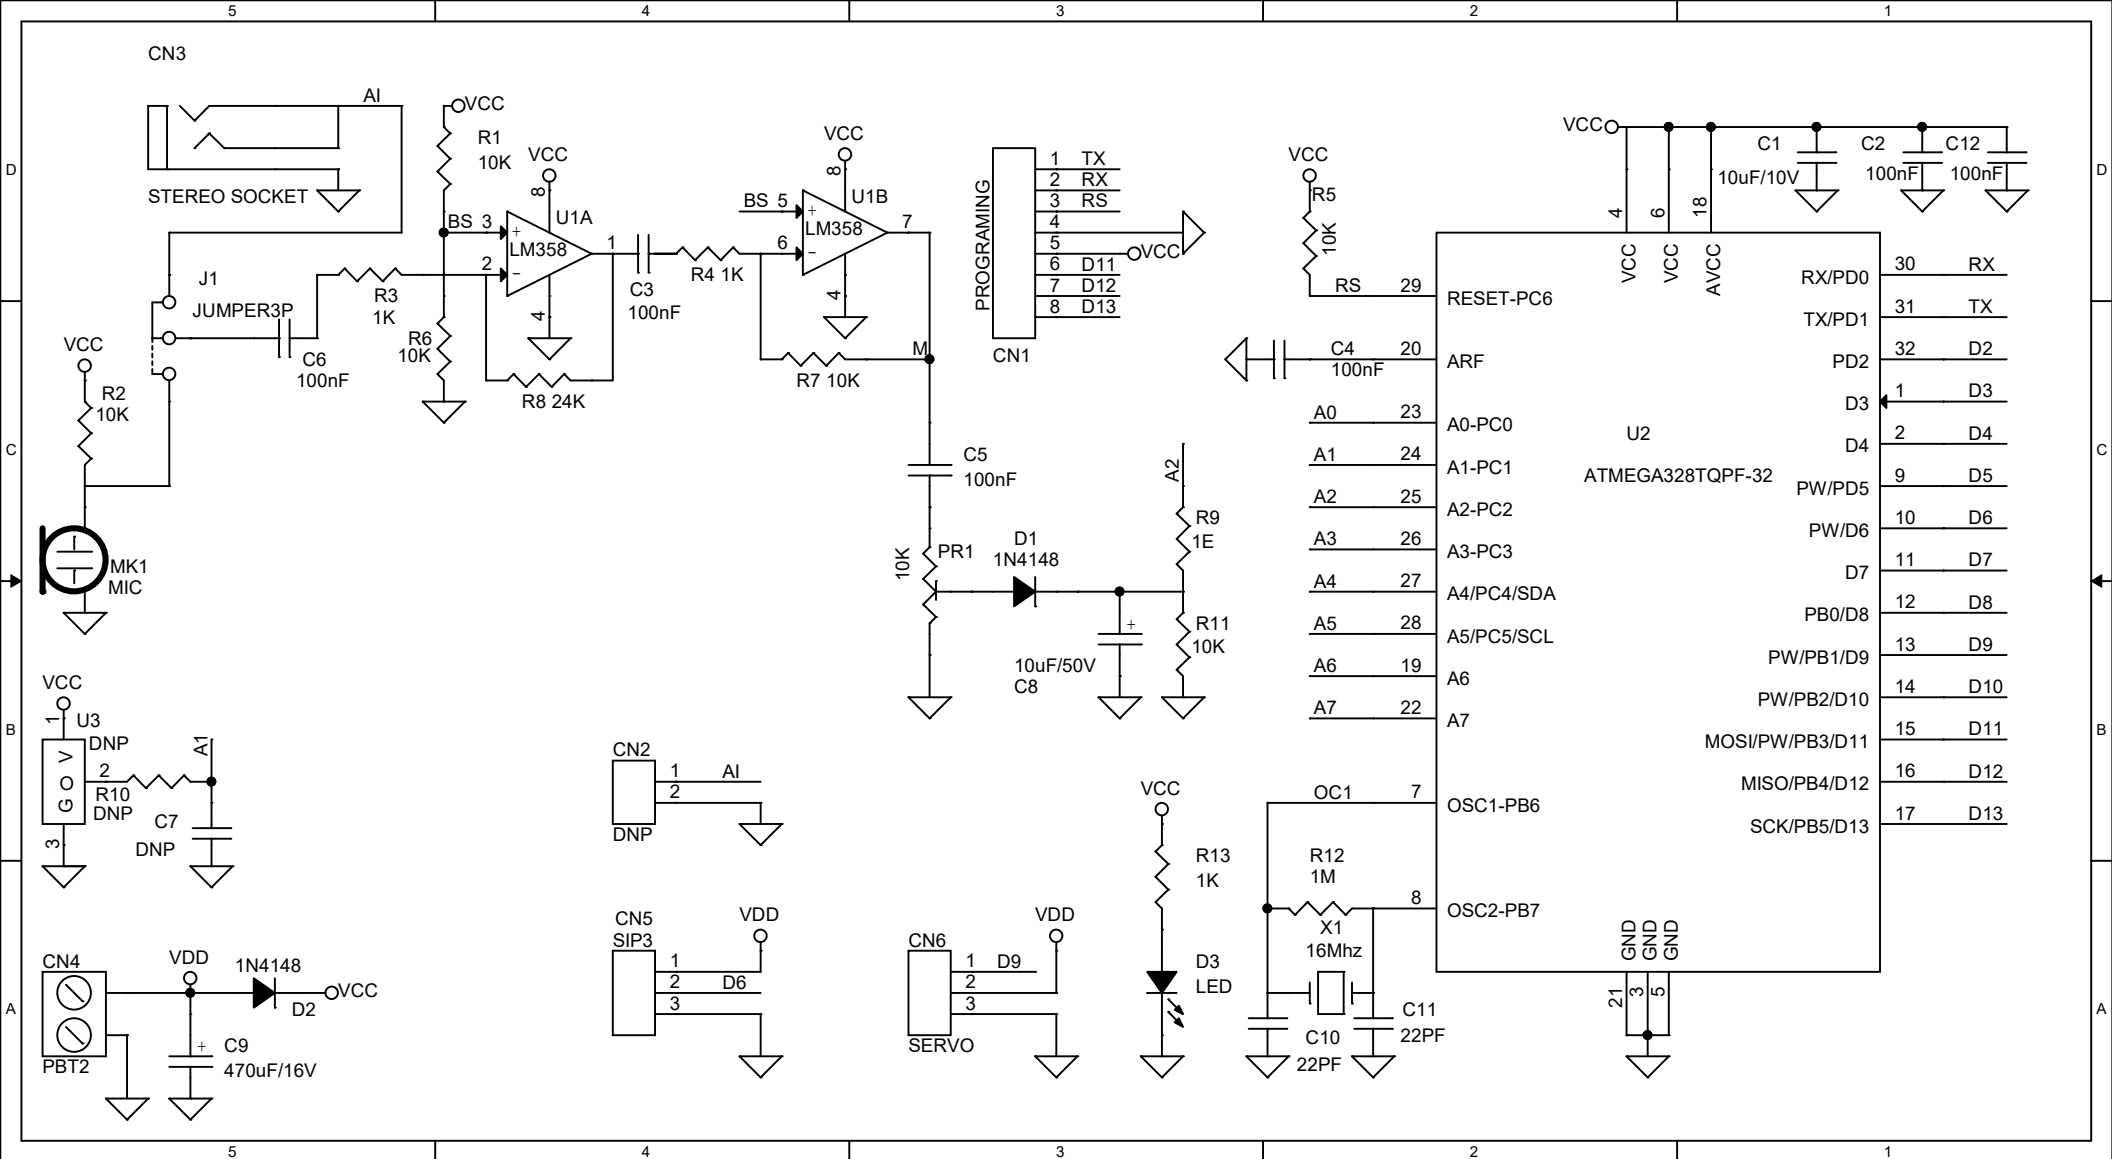 5 4 3 2 1
D
C
B
A
CN3
AI
STEREO SOCKET
J1
JUMPER3P
VCC
R2
10K
MK1
MIC
C6
100nF
R3
1K
VCC
R1
10K
BS 3
2
R6
10K
VCC
8
U1A
+
LM358
−
1
4
R8 24K
C3
100nF
R4 1K
VCC
8
U1B
BS 5
+
LM358
6
−
7
4
R7 10K
M
C5
100nF
10K
PR1
D1
1N4148
10uF/50V
+
C8
A2
R9
1E
R11
10K
PROGRAMING
1 TX
2 RX
3 RS
4
5 VCC
6 D11
7 D12
8 D13
CN1
VCC
1
U3
DNP
V
O
G
2
3
R10
DNP
A1
C7
DNP
CN2
1 AI
2
DNP
CN4
PBT2
VDD
1N4148
D2
VCC
+
C9
470uF/16V
CN5
SIP3
VDD
1
2 D6
3
CN6
VDD
1 D9
2
3
SERVO
VCC
R13
1K
D3
LED
VCC
R5
10K
RS 29 RESET-PC6
C4
100nF
20 ARF
A0 23 A0-PC0
A1 24 A1-PC1
A2 25 A2-PC2
A3 26 A3-PC3
A4 27 A4/PC4/SDA
A5 28 A5/PC5/SCL
A6 19 A6
A7 22 A7
OC1 7 OSC1-PB6
R12
1M
8 OSC2-PB7
X1
16Mhz
C10
22PF
C11
22PF
VCC
4 6 18
VCC VCC AVCC
C1
10uF/10V
C2
100nF
C12
100nF
U2
ATMEGA328TQPF-32
RX/PD0 30 RX
TX/PD1 31 TX
PD2 32 D2
D3 1 D3
D4 2 D4
PW/PD5 9 D5
PW/D6 10 D6
D7 11 D7
PB0/D8 12 D8
PW/PB1/D9 13 D9
PW/PB2/D10 14 D10
MOSI/PW/PB3/D11 15 D11
MISO/PB4/D12 16 D12
SCK/PB5/D13 17 D13
GND GND GND
21 3 5
D
C
B
A
5 4 3 2 1